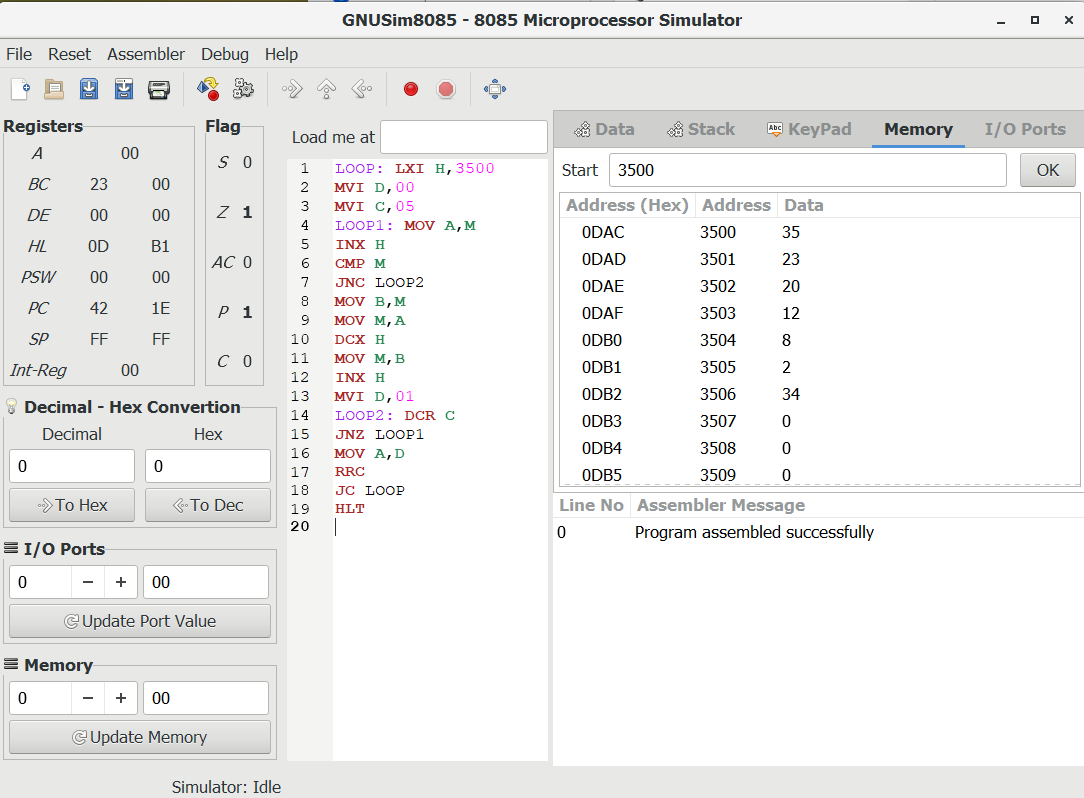 GNUSim8085 - 8085 Microprocessor Simulator
File Reset Assembler Debug Help
Registers
A 00
BC 23 00
DE 00 00
HL 0D B1
PSW 00 00
PC 42 1E
SP FF FF
Int-Reg 00
Flag
S 0
Z 1
AC 0
P 1
C 0
Decimal - Hex Convertion
Decimal Hex
0 0
To Hex To Dec
I/O Ports
0 − + 00
Update Port Value
Memory
0 − + 00
Update Memory
Load me at
1 LOOP: LXI H,3500
2 MVI D,00
3 MVI C,05
4 LOOP1: MOV A,M
5 INX H
6 CMP M
7 JNC LOOP2
8 MOV B,M
9 MOV M,A
10 DCX H
11 MOV M,B
12 INX H
13 MVI D,01
14 LOOP2: DCR C
15 JNZ LOOP1
16 MOV A,D
17 RRC
18 JC LOOP
19 HLT
20
Data Stack Abc KeyPad Memory I/O Ports
Start 3500 OK
Address (Hex) Address Data
0DAC 3500 35
0DAD 3501 23
0DAE 3502 20
0DAF 3503 12
0DB0 3504 8
0DB1 3505 2
0DB2 3506 34
0DB3 3507 0
0DB4 3508 0
0DB5 3509 0
Line No Assembler Message
0 Program assembled successfully
Simulator: Idle